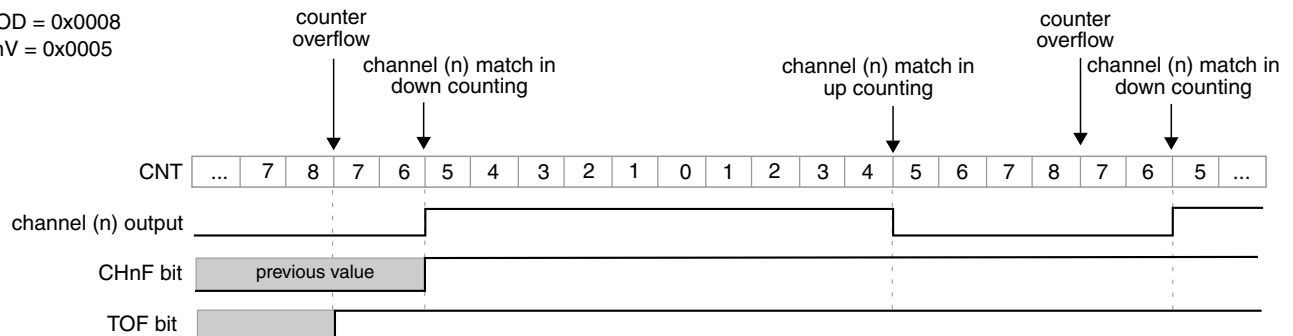 OD = 0x0008
nV = 0x0005
counter
overflow
channel (n) match in
down counting
channel (n) match in
up counting
counter
overflow
channel (n) match in
down counting
CNT ... 7 8 7 6 5 4 3 2 1 0 1 2 3 4 5 6 7 8 7 6 5 ...
channel (n) output
CHnF bit previous value
TOF bit